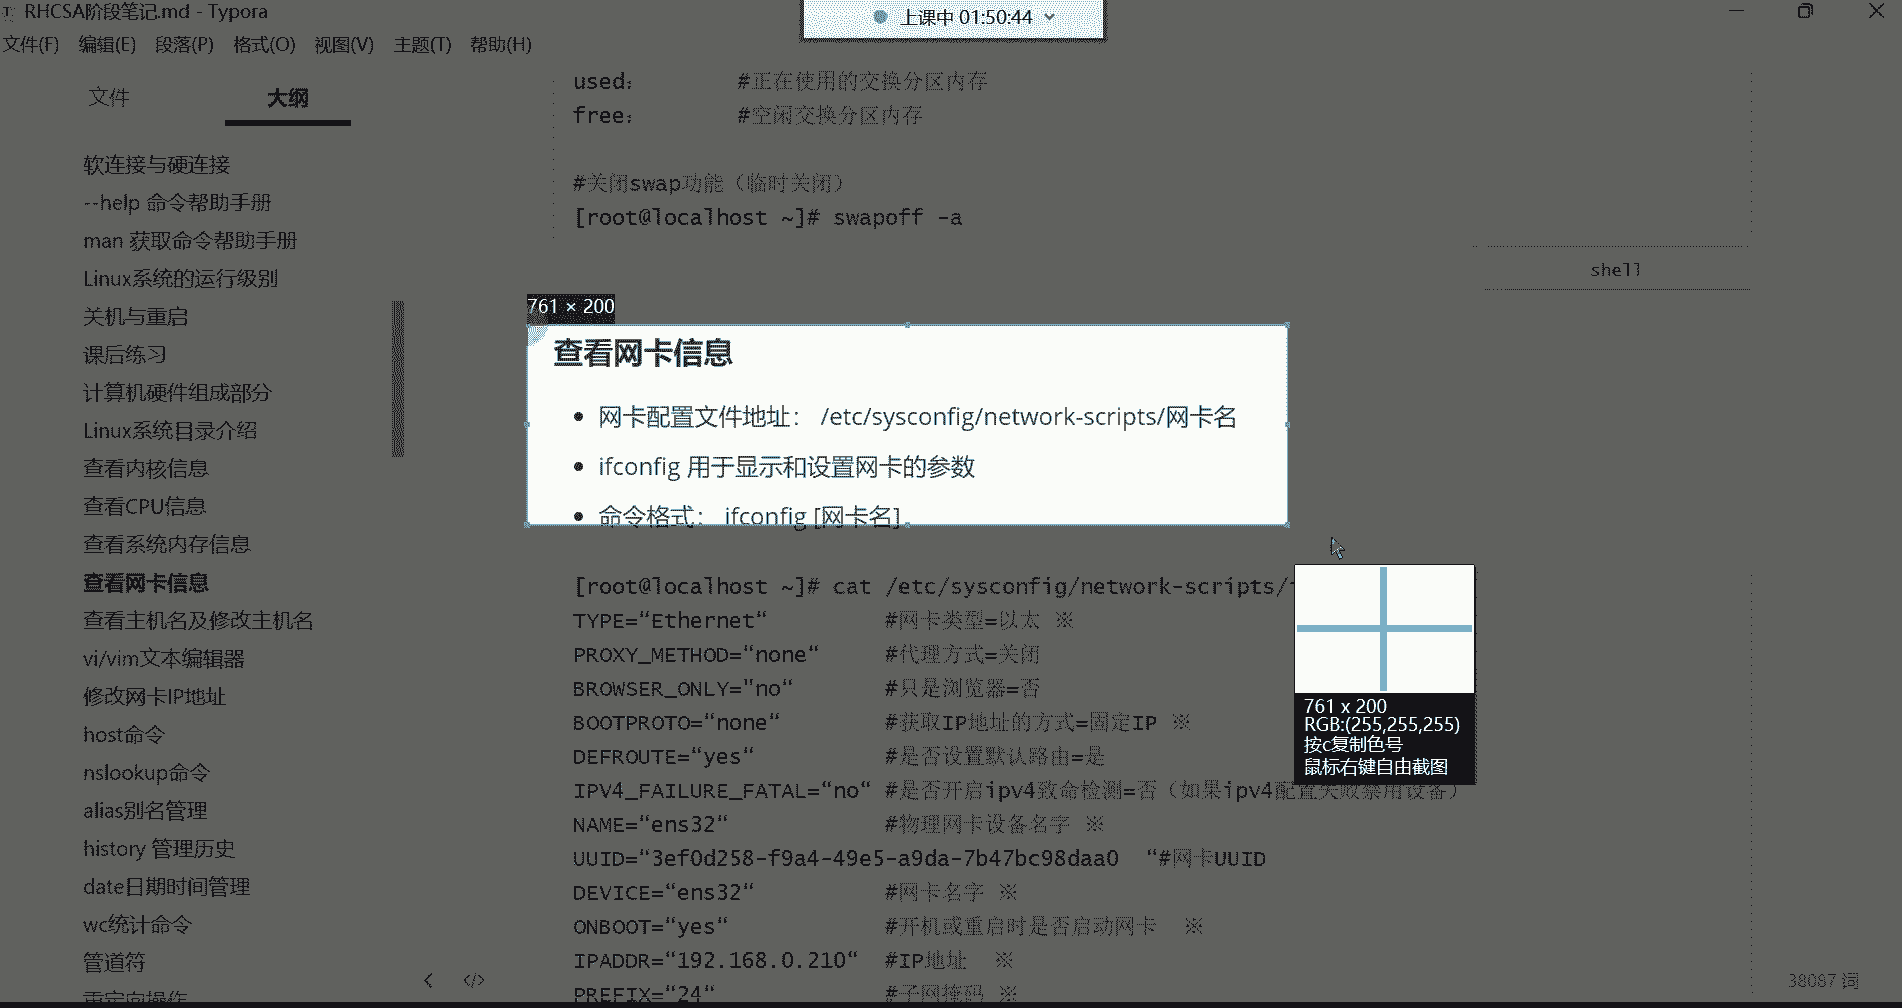 RHCSA阶段笔记.md - Typora
上课中 01:50:44
文件(F) 编辑(E) 段落(P) 格式(O) 视图(V) 主题(T) 帮助(H)
文件 大纲
软连接与硬连接
--help 命令帮助手册
man 获取命令帮助手册
Linux系统的运行级别
关机与重启
课后练习
计算机硬件组成部分
Linux系统目录介绍
查看内核信息
查看CPU信息
查看系统内存信息
查看网卡信息
查看主机名及修改主机名
vi/vim文本编辑器
修改网卡IP地址
host命令
nslookup命令
alias别名管理
history 管理历史
date日期时间管理
wc统计命令
管道符
重定向操作
used: #正在使用的交换分区内存
free: #空闲交换分区内存
#关闭swap功能（临时关闭）
[root@localhost ~]# swapoff -a
shell
761 × 200
查看网卡信息
网卡配置文件地址： /etc/sysconfig/network-scripts/网卡名
ifconfig 用于显示和设置网卡的参数
命令格式： ifconfig [网卡名]
[root@localhost ~]# cat /etc/sysconfig/network-scripts/
TYPE=“Ethernet“ #网卡类型=以太 ※
PROXY_METHOD=“none“ #代理方式=关闭
BROWSER_ONLY="no“ #只是浏览器=否
BOOTPROTO=“none“ #获取IP地址的方式=固定IP ※
DEFROUTE=“yes“ #是否设置默认路由=是
IPV4_FAILURE_FATAL=“no“ #是否开启ipv4致命检测=否（如果ipv4配置失败禁用设备）
NAME=“ens32“ #物理网卡设备名字 ※
UUID=“3ef0d258-f9a4-49e5-a9da-7b47bc98daa0 “#网卡UUID
DEVICE=“ens32“ #网卡名字 ※
ONBOOT=“yes“ #开机或重启时是否启动网卡 ※
IPADDR=“192.168.0.210“ #IP地址 ※
PREFIX=“24“ #子网掩码 ※
761 x 200
RGB:(255,255,255)
按c复制色号
鼠标右键自由截图
38087 词